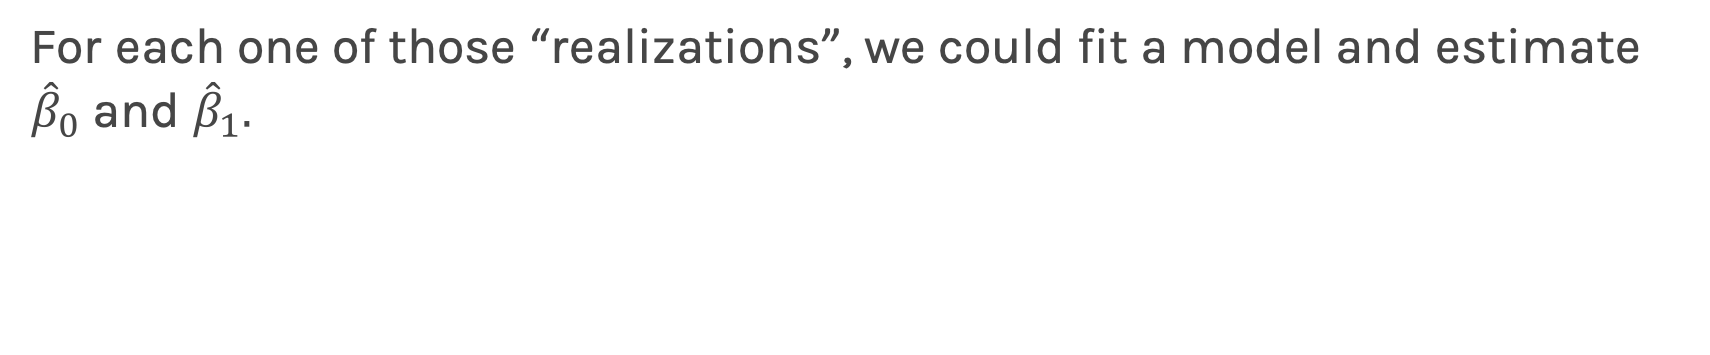 For each one of those “realizations”, we could fit a model and estimate
β̂₀ and β̂₁.